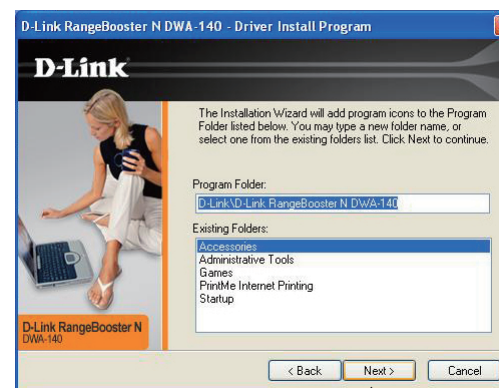 D-Link RangeBooster N DWA-140 - Driver Install Program
D-Link
The Installation Wizard will add program icons to the Program
Folder listed below. You may type a new folder name, or
select one from the existing folders list. Click Next to continue.
Program Folder:
D-Link\D-Link RangeBooster N DWA-140
Existing Folders:
Accessories
Administrative Tools
Games
PrintMe Internet Printing
Startup
D-Link RangeBooster N
DWA-140
< Back
Next >
Cancel